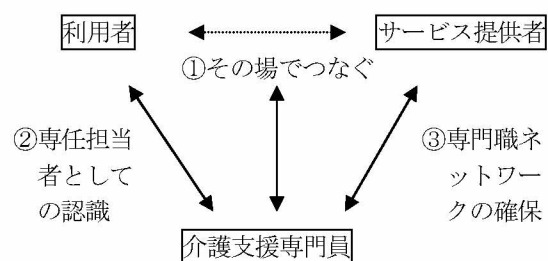 利用者
サービス提供者
①その場でつなぐ
②専任担当
者として
の認識
③専門職ネ
ットワー
クの確保
介護支援専門員